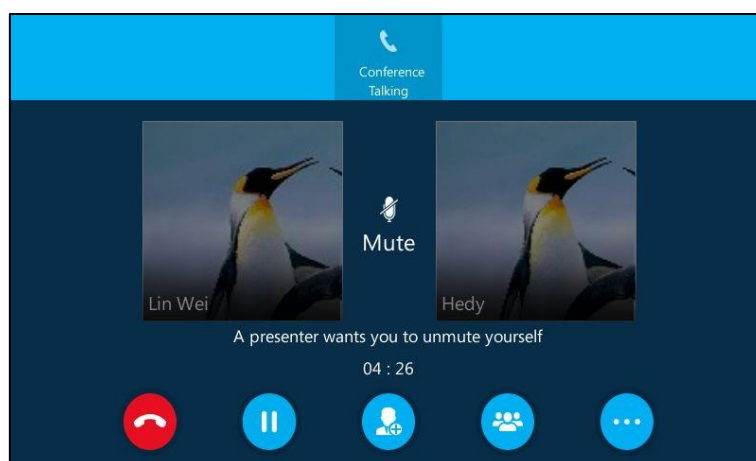 Conference
Talking
Mute
Lin Wei
Hedy
A presenter wants you to unmute yourself
04 : 26